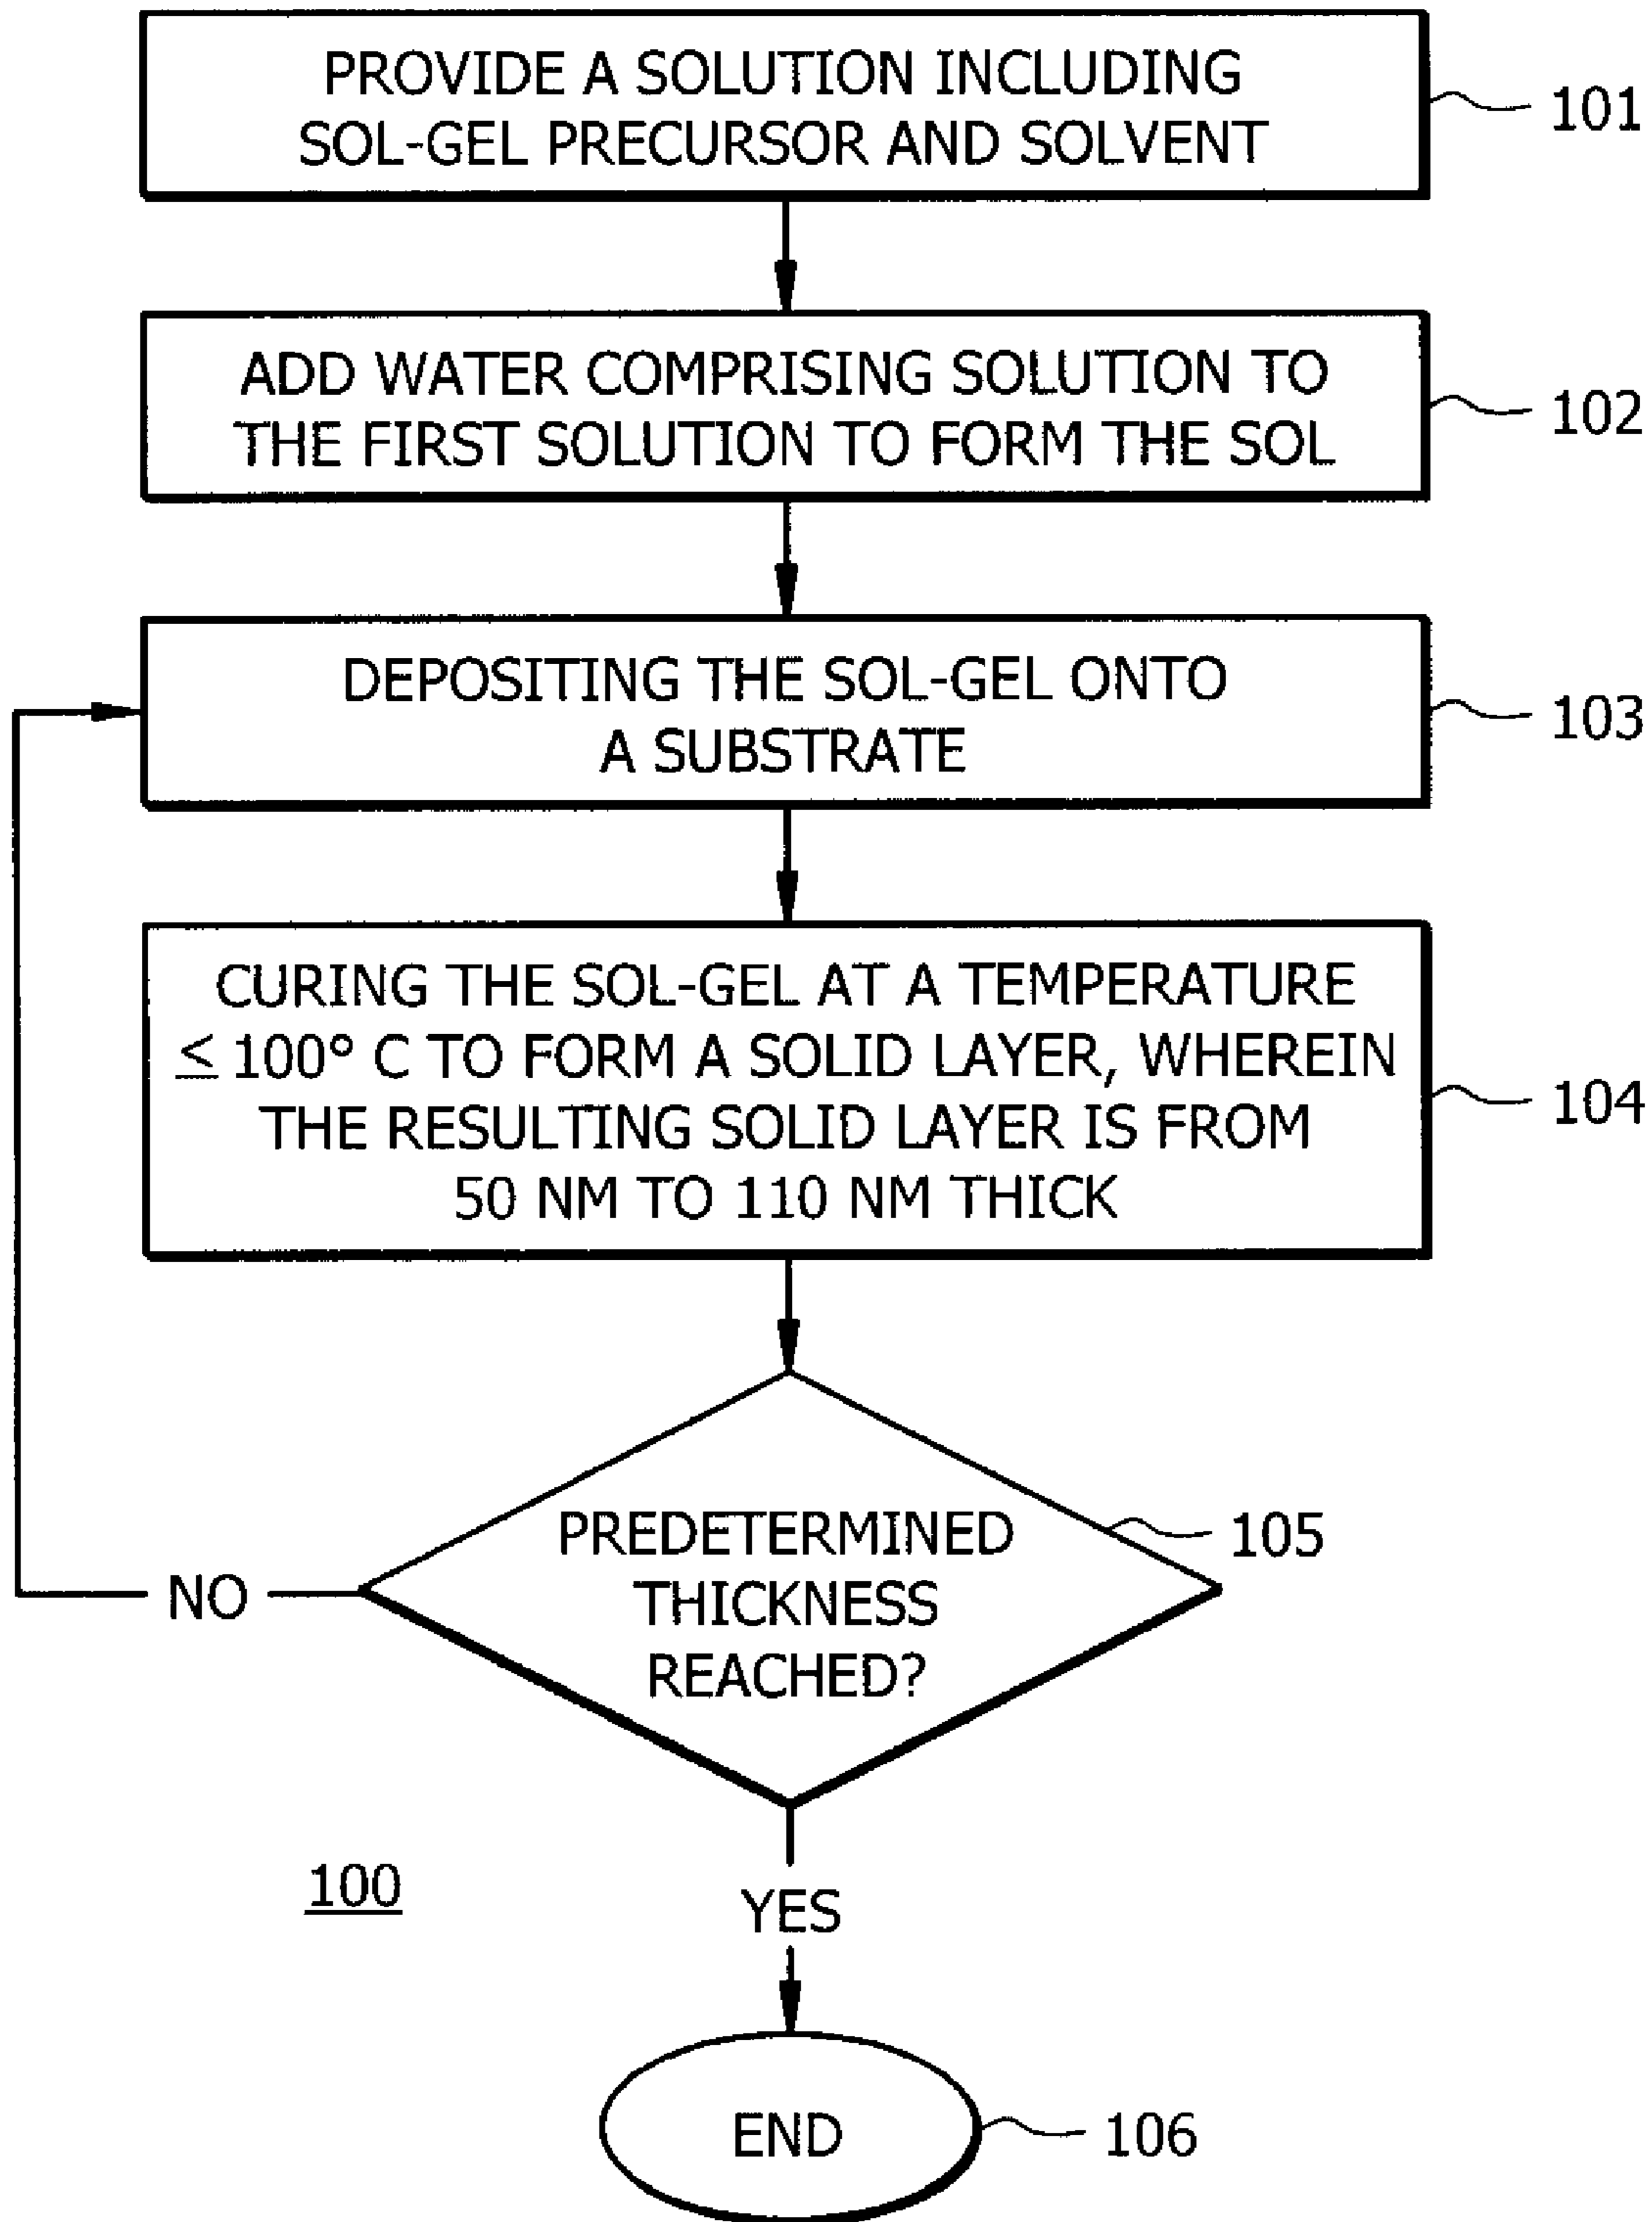 PROVIDE A SOLUTION INCLUDING
SOL-GEL PRECURSOR AND SOLVENT
101
ADD WATER COMPRISING SOLUTION TO
THE FIRST SOLUTION TO FORM THE SOL
102
DEPOSITING THE SOL-GEL ONTO
A SUBSTRATE
103
CURING THE SOL-GEL AT A TEMPERATURE
≤ 100° C TO FORM A SOLID LAYER, WHEREIN
THE RESULTING SOLID LAYER IS FROM
50 NM TO 110 NM THICK
104
PREDETERMINED
THICKNESS
REACHED?
105
NO
100
YES
END
106